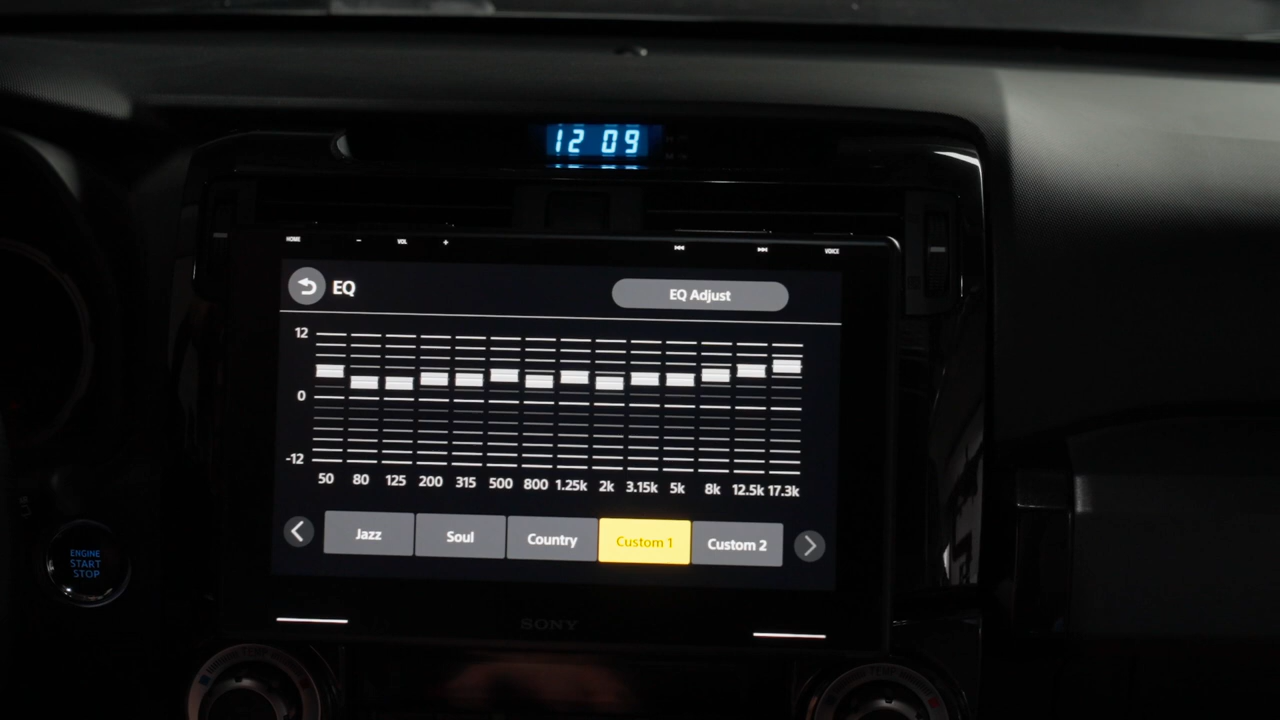 12 09
HOME - VOL + VOICE
EQ
EQ Adjust
12
0
-12
50 80 125 200 315 500 800 1.25k 2k 3.15k 5k 8k 12.5k 17.3k
Jazz Soul Country Custom 1 Custom 2
ENGINE
START
STOP
SONY
TEMP
TEMP